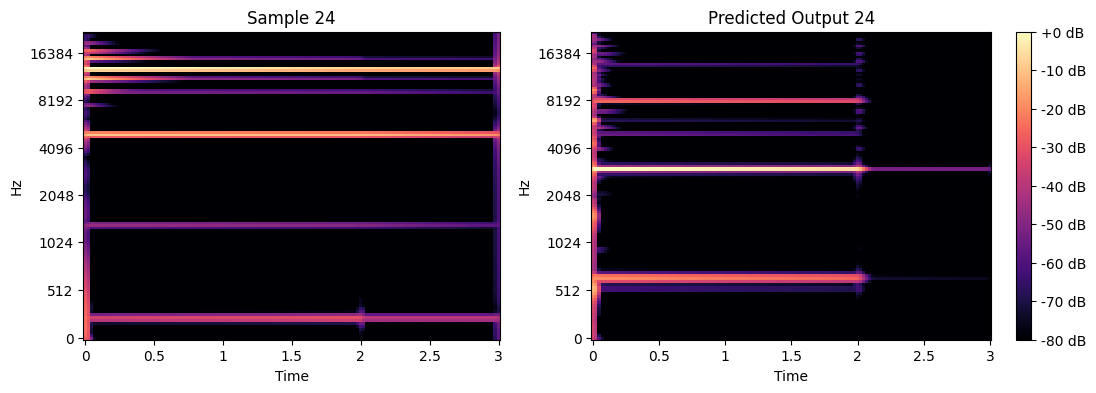 Sample 24
Predicted Output 24
Hz
16384
8192
4096
2048
1024
512
0
0
0.5
1
1.5
2
2.5
3
Time
Hz
16384
8192
4096
2048
1024
512
0
0
0.5
1
1.5
2
2.5
3
Time
+0 dB
-10 dB
-20 dB
-30 dB
-40 dB
-50 dB
-60 dB
-70 dB
-80 dB